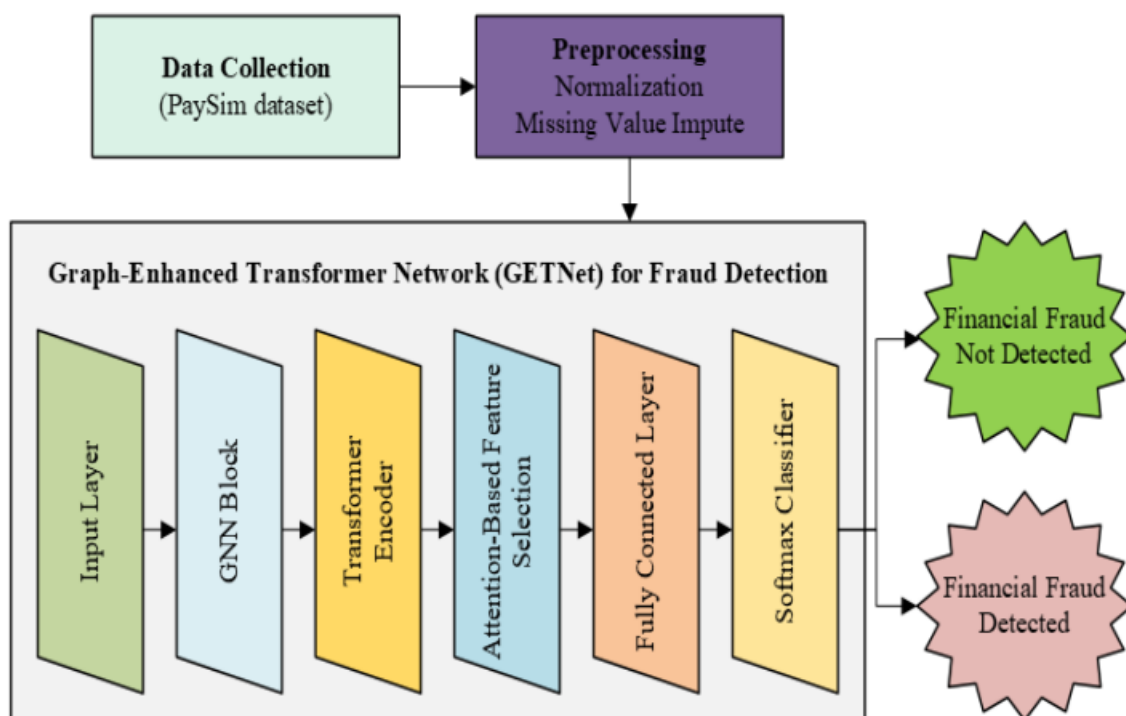 Data Collection
(PaySim dataset)
Preprocessing
Normalization
Missing Value Impute
Graph-Enhanced Transformer Network (GETNet) for Fraud Detection
Input Layer
GNN Block
Transformer
Encoder
Attention-Based Feature
Selection
Fully Connected Layer
Softmax Classifier
Financial Fraud
Not Detected
Financial Fraud
Detected